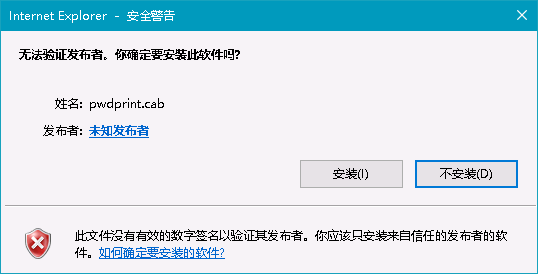 Internet Explorer - 安全警告
无法验证发布者。你确定要安装此软件吗?
姓名: pwdprint.cab
发布者: 未知发布者
安装(I)
不安装(D)
此文件没有有效的数字签名以验证其发布者。你应该只安装来自信任的发布者的软
件。如何确定要安装的软件?